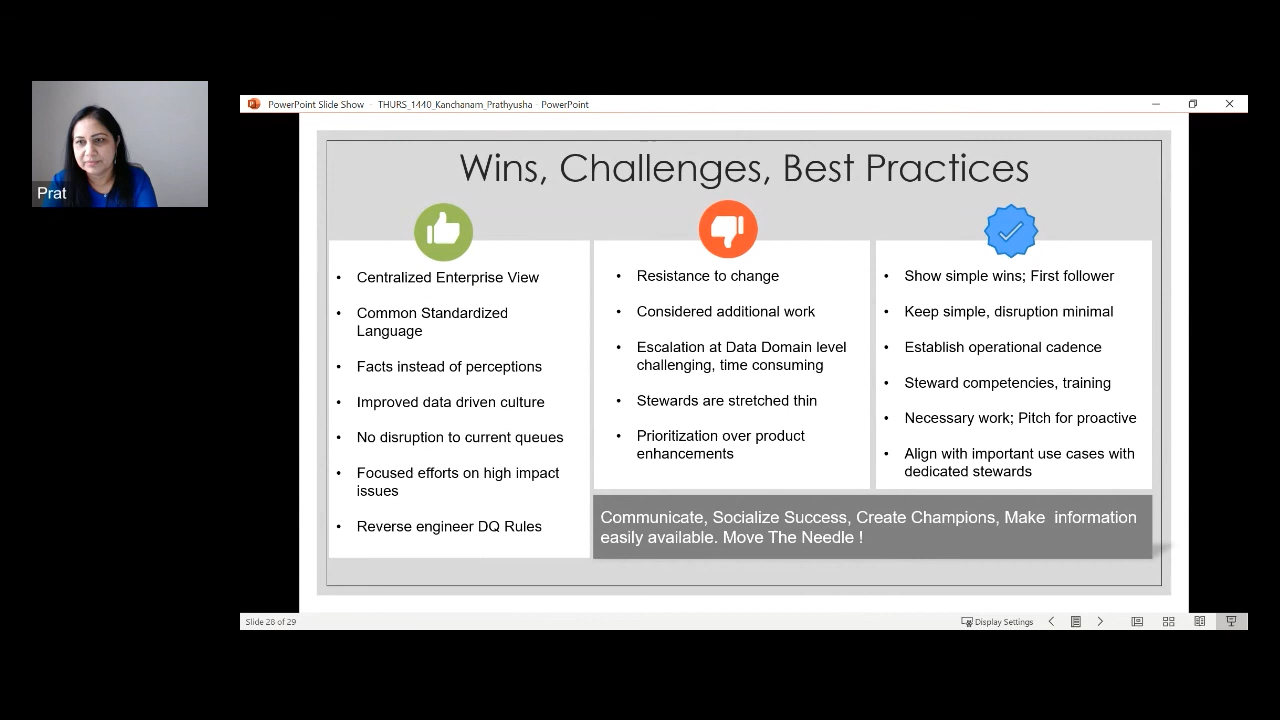 Prat
PowerPoint Slide Show - THURS_1440_Kanchanam_Prathyusha - PowerPoint
Wins, Challenges, Best Practices
• Centralized Enterprise View
• Common Standardized
Language
• Facts instead of perceptions
• Improved data driven culture
• No disruption to current queues
• Focused efforts on high impact
issues
• Reverse engineer DQ Rules
• Resistance to change
• Considered additional work
• Escalation at Data Domain level
challenging, time consuming
• Stewards are stretched thin
• Prioritization over product
enhancements
• Show simple wins; First follower
• Keep simple, disruption minimal
• Establish operational cadence
• Steward competencies, training
• Necessary work; Pitch for proactive
• Align with important use cases with
dedicated stewards
Communicate, Socialize Success, Create Champions, Make information
easily available. Move The Needle !
Slide 28 of 29
Display Settings